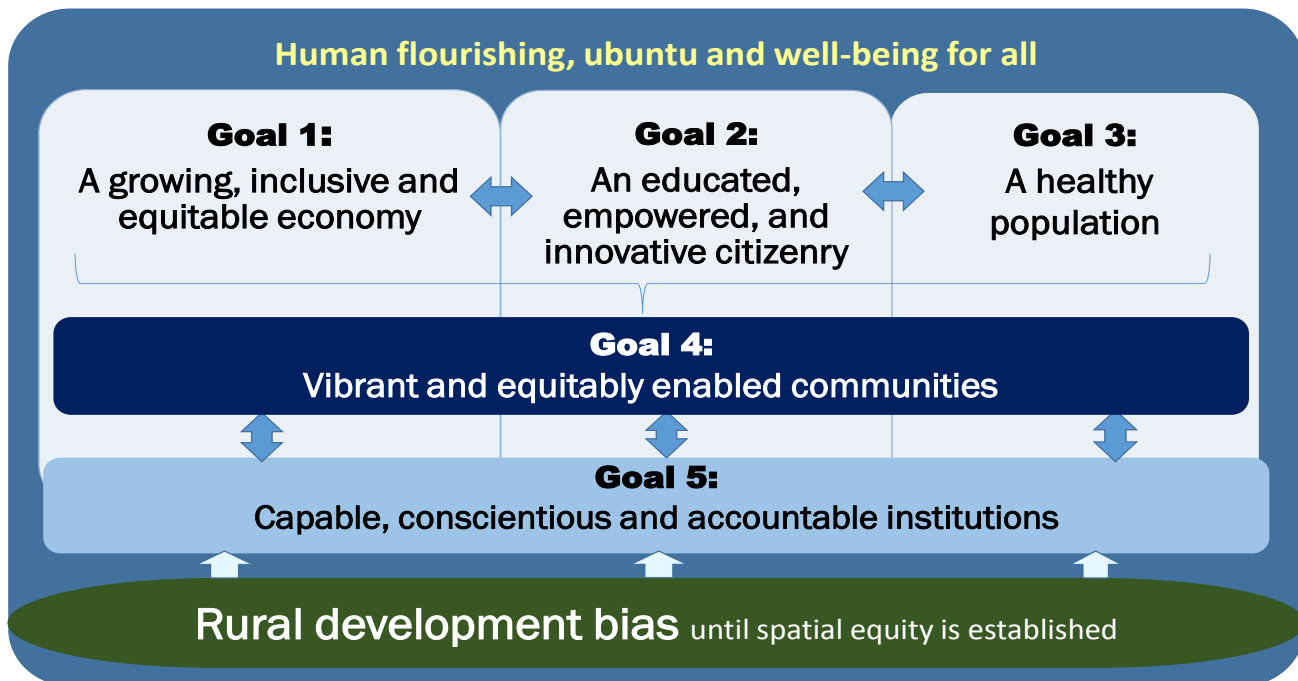 Human flourishing, ubuntu and well-being for all
Goal 1:
A growing, inclusive and
equitable economy
Goal 2:
An educated,
empowered, and
innovative citizenry
Goal 3:
A healthy
population
Goal 4:
Vibrant and equitably enabled communities
Goal 5:
Capable, conscientious and accountable institutions
Rural development bias until spatial equity is established